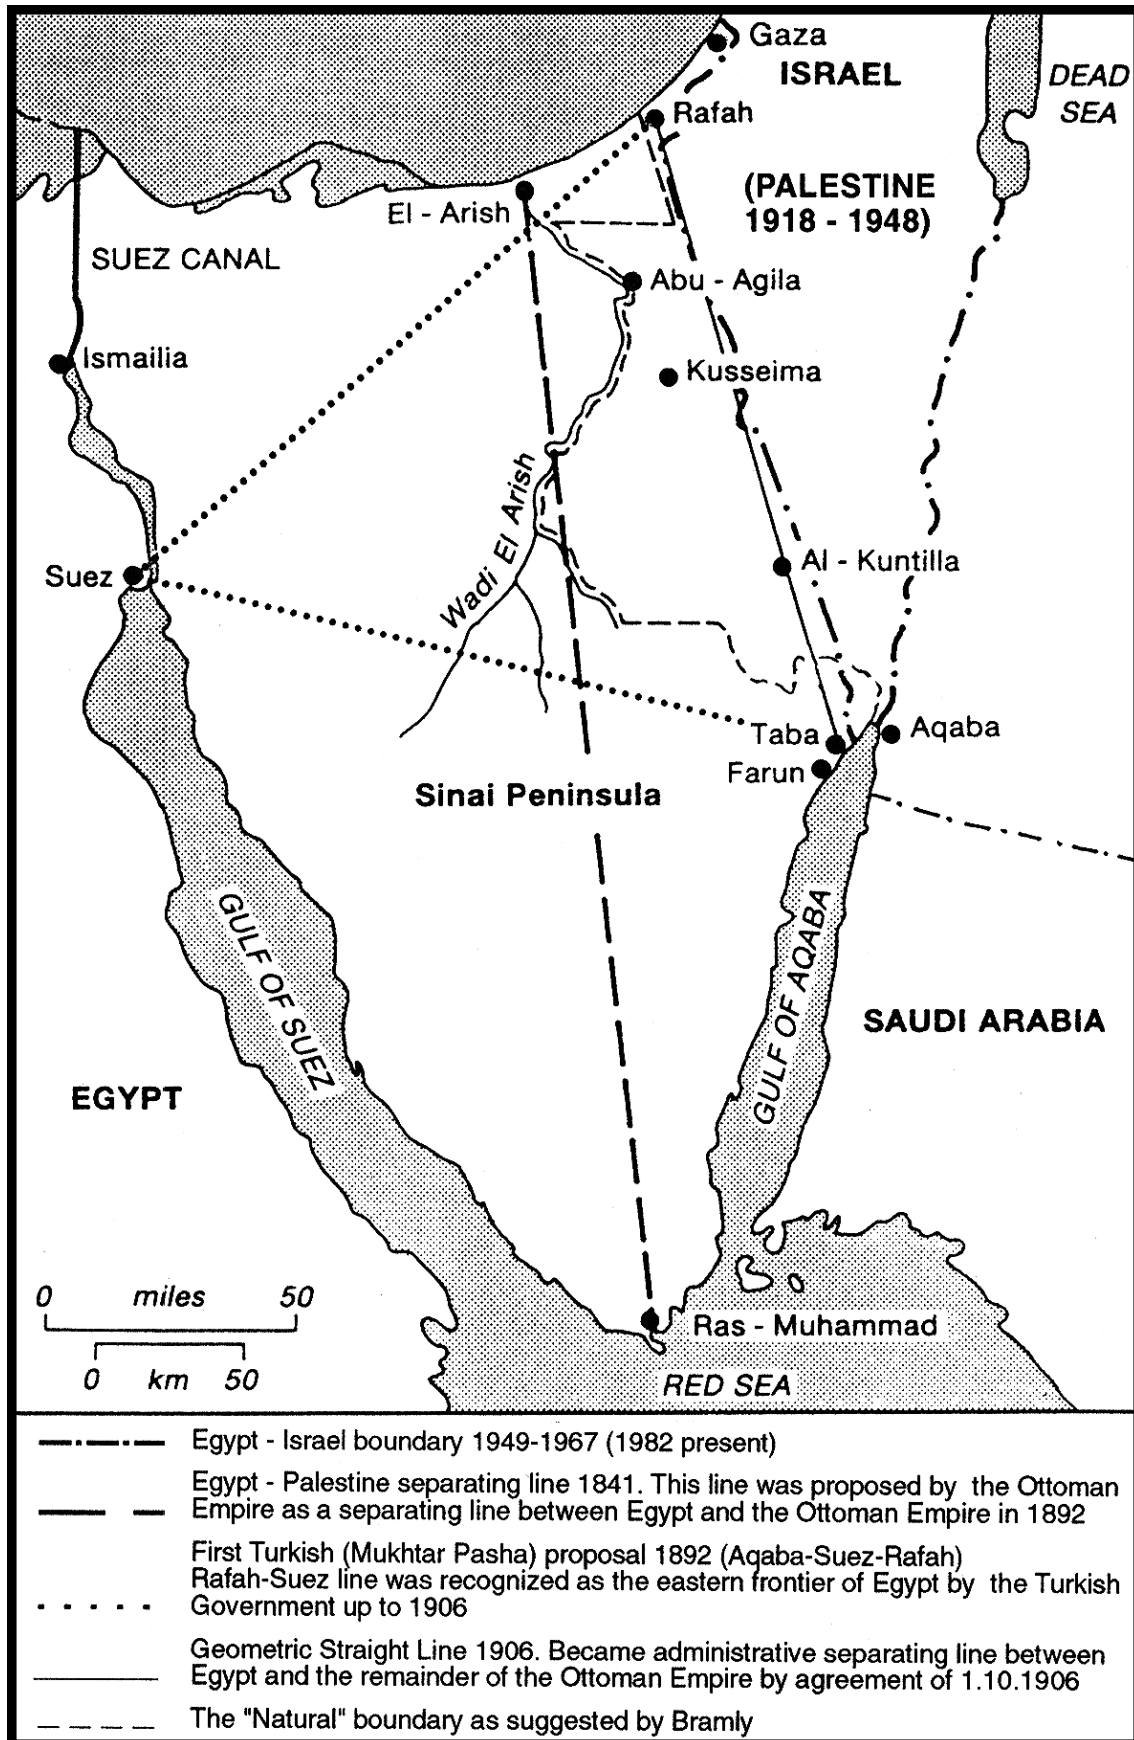 Gaza
ISRAEL
DEAD
SEA
Rafah
(PALESTINE
1918 - 1948)
El - Arish
SUEZ CANAL
Abu - Agila
Ismailia
Kusseima
Wadi El Arish
Al - Kuntilla
Suez
Taba
Aqaba
Farun
Sinai Peninsula
GULF OF SUEZ
GULF OF AQABA
SAUDI ARABIA
EGYPT
0 miles 50
0 km 50
Ras - Muhammad
RED SEA
Egypt - Israel boundary 1949-1967 (1982 present)
Egypt - Palestine separating line 1841. This line was proposed by the Ottoman
Empire as a separating line between Egypt and the Ottoman Empire in 1892
First Turkish (Mukhtar Pasha) proposal 1892 (Aqaba-Suez-Rafah)
Rafah-Suez line was recognized as the eastern frontier of Egypt by the Turkish
Government up to 1906
Geometric Straight Line 1906. Became administrative separating line between
Egypt and the remainder of the Ottoman Empire by agreement of 1.10.1906
The "Natural" boundary as suggested by Bramly